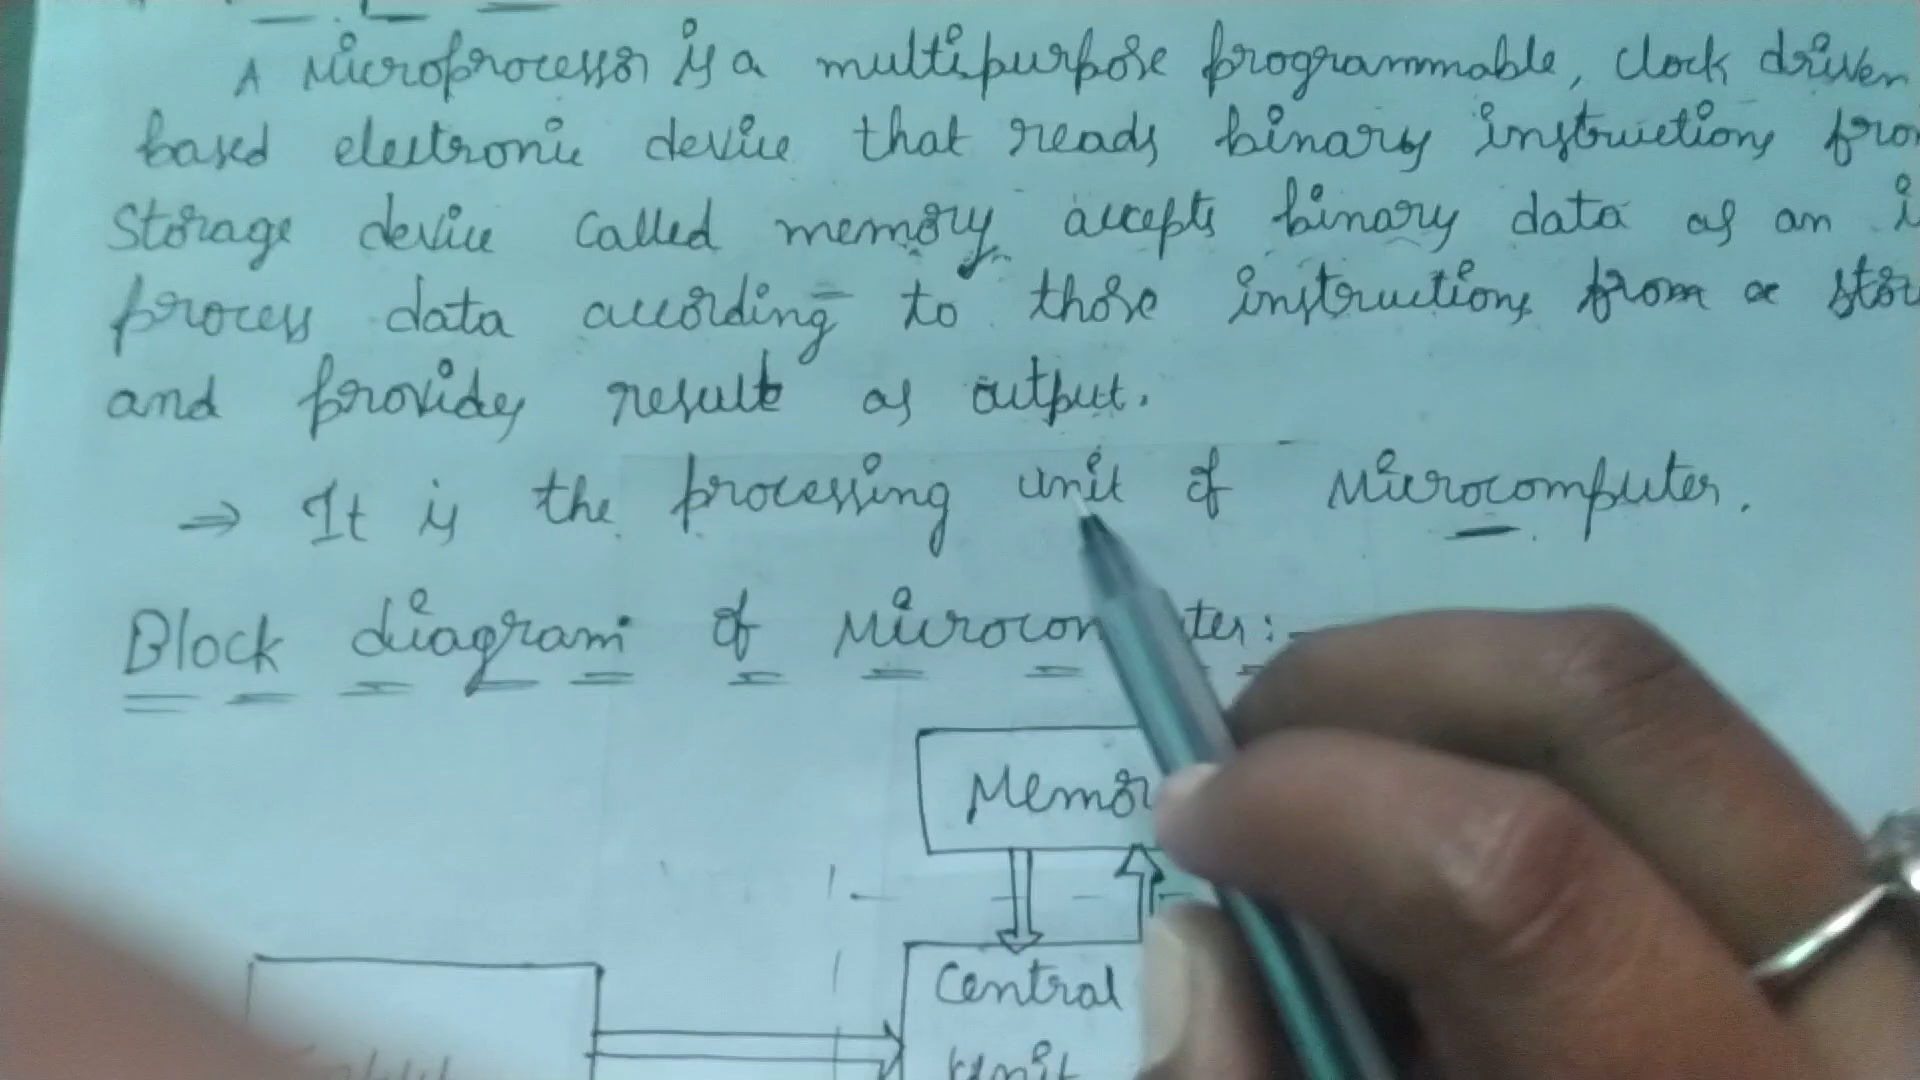 A Microprocessor is a multipurpose programmable, clock driven
based electronic device that reads binary instructions
Storage device called memory accepts binary data as an
process data according to those instructions from a
and provides result as output.
⇒ It is the processing unit of Microcomputer.
Block diagram of
Central
Unit